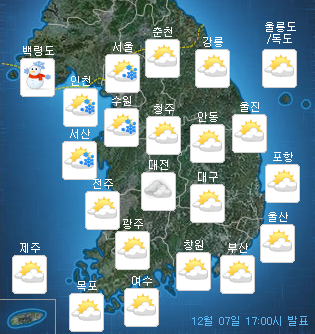 울릉도
/독도
춘천
강릉
서울
백령도
인천
수원
청주
안동
울진
서산
대전
포항
대구
전주
울산
광주
창원
부산
제주
목포
여수
12월 07일 17:00시 발표